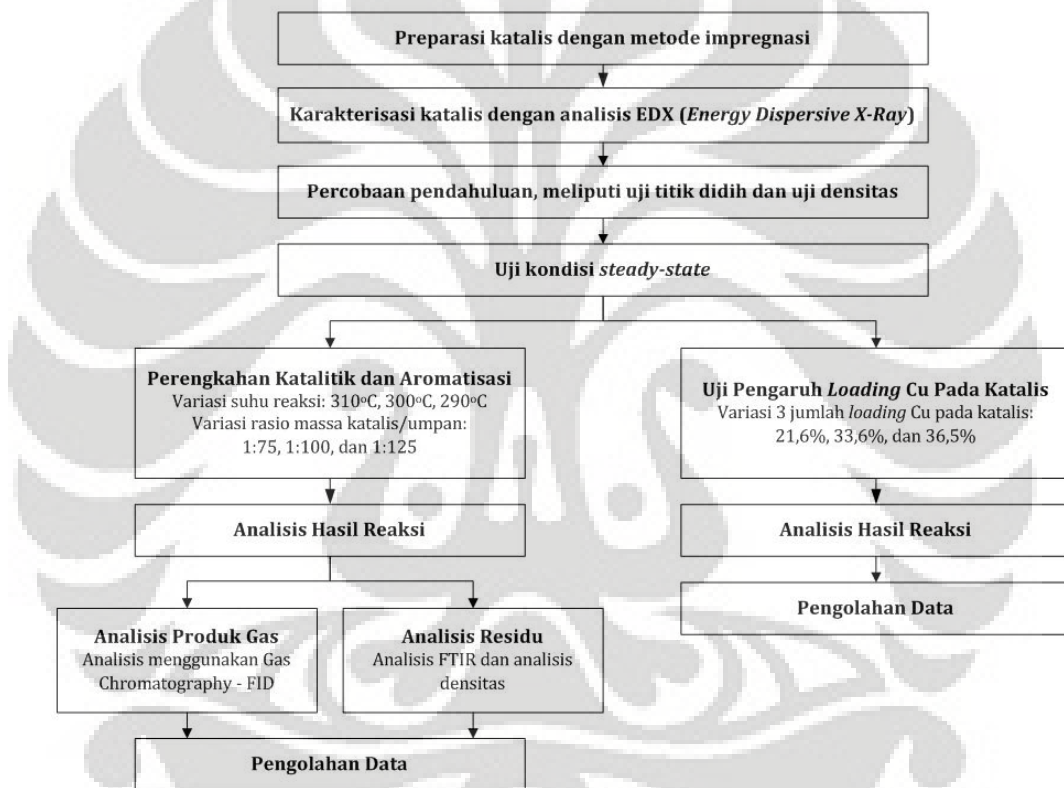 Preparasi katalis dengan metode impregnasi
Karakterisasi katalis dengan analisis EDX (Energy Dispersive X-Ray)
Percobaan pendahuluan, meliputi uji titik didih dan uji densitas
Uji kondisi steady-state
Perengkahan Katalitik dan Aromatisasi
Variasi suhu reaksi: 310ºC, 300ºC, 290ºC
Variasi rasio massa katalis/umpan:
1:75, 1:100, dan 1:125
Uji Pengaruh Loading Cu Pada Katalis
Variasi 3 jumlah loading Cu pada katalis:
21,6%, 33,6%, dan 36,5%
Analisis Hasil Reaksi
Analisis Hasil Reaksi
Analisis Produk Gas
Analisis menggunakan Gas
Chromatography - FID
Analisis Residu
Analisis FTIR dan analisis
densitas
Pengolahan Data
Pengolahan Data